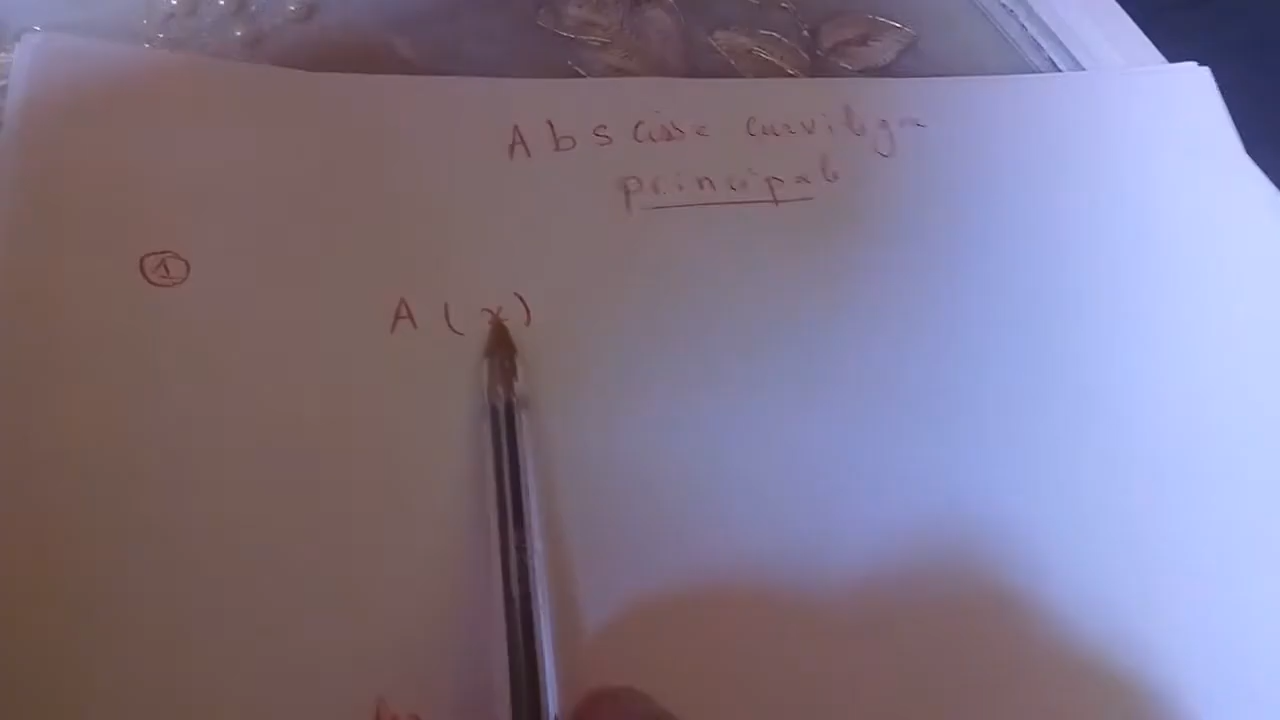 Abscisse curviligne
principale
①
A (x)